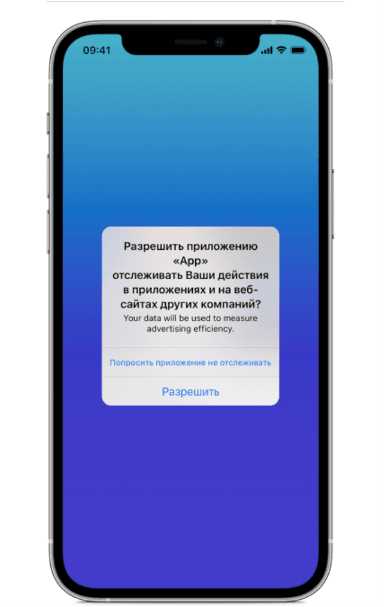 09:41
Разрешить приложению
«App»
отслеживать Ваши действия
в приложениях и на веб-
сайтах других компаний?
Your data will be used to measure
advertising efficiency.
Попросить приложение не отслеживать
Разрешить